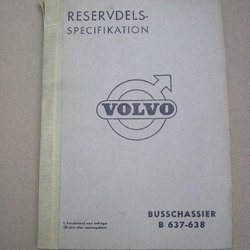 RESERVDELS-
SPECIFIKATION
VOLVO
BUSSCHASSIER
B 637-638